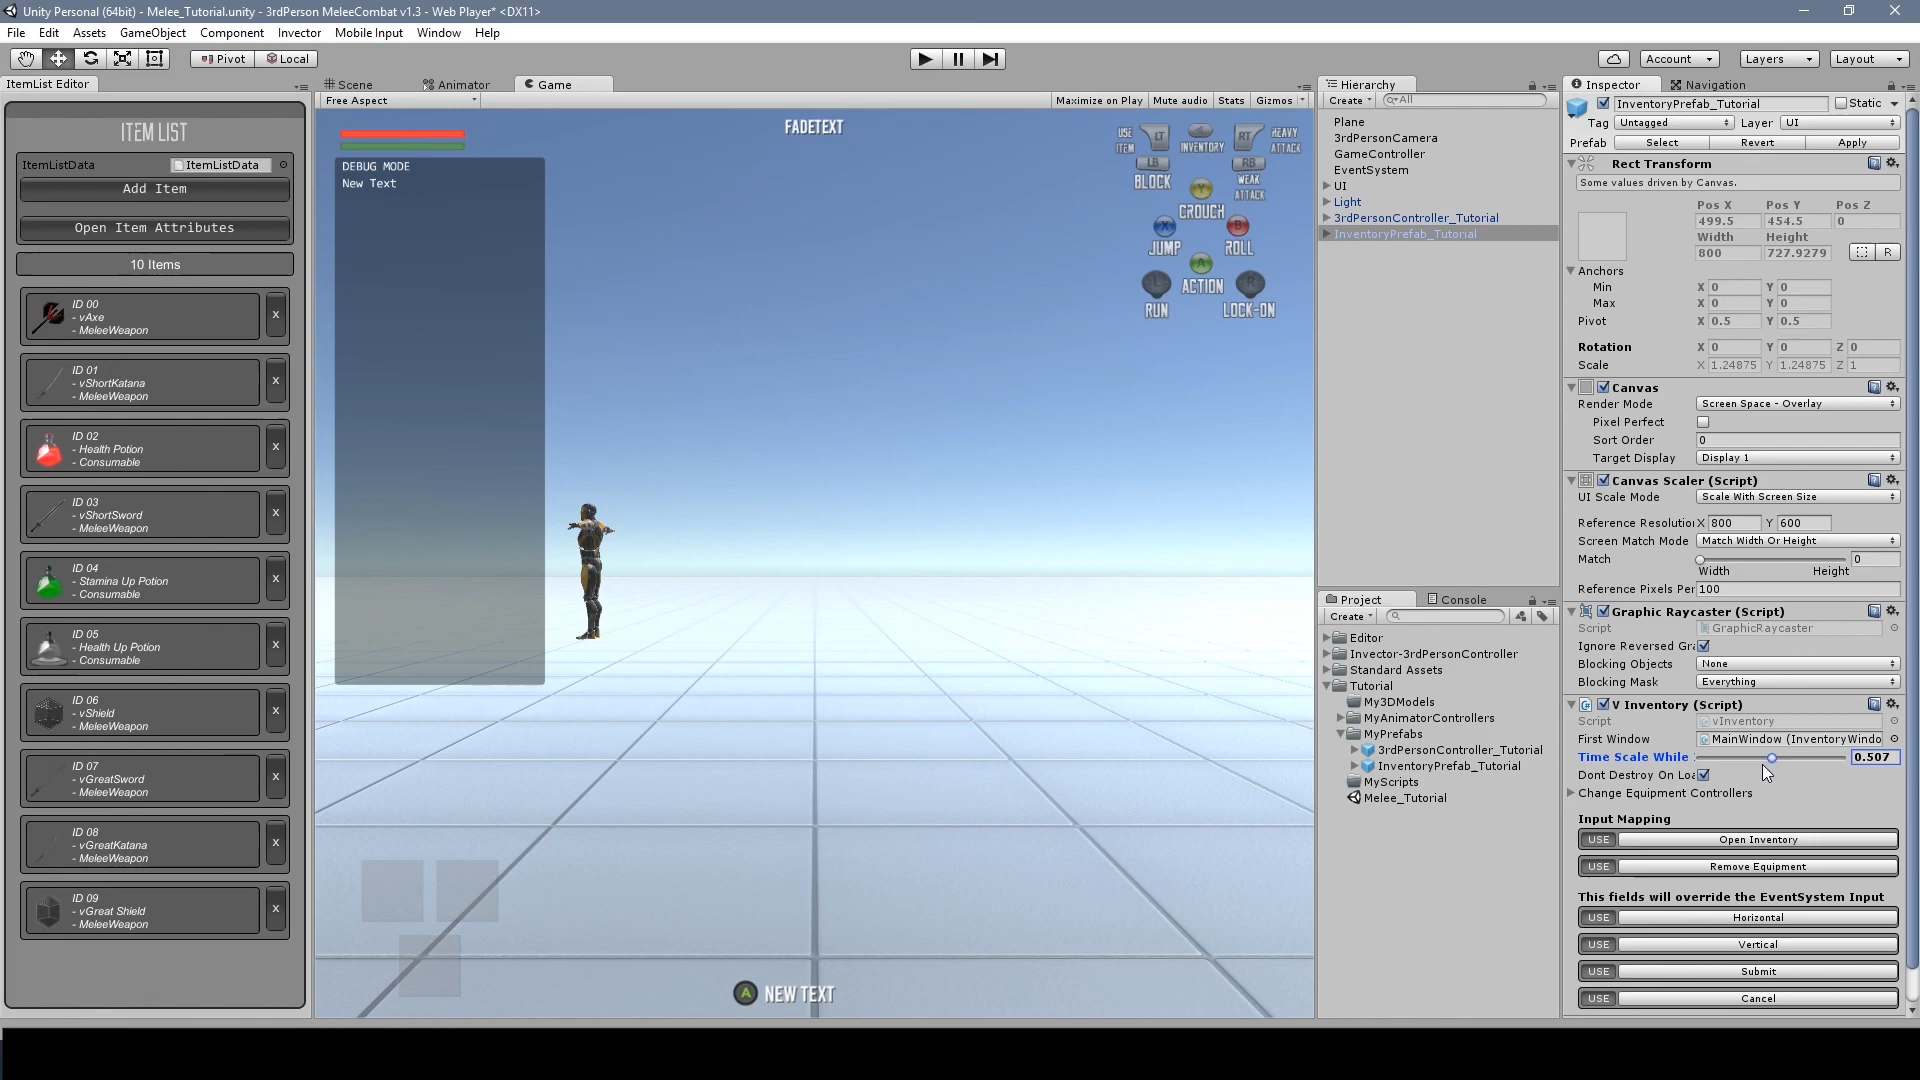 Unity Personal (64bit) - Melee_Tutorial.unity - 3rdPerson MeleeCombat v1.3 - Web Player* <DX11>
File Edit Assets GameObject Component Invector Mobile Input Window Help
Pivot Local Account Layers Layout
ItemList Editor
ITEM LIST
ItemListData ItemListData
Add Item
Open Item Attributes
10 Items
ID 00
- vAxe
- MeleeWeapon
X
ID 01
- vShortKatana
- MeleeWeapon
X
ID 02
- Health Potion
- Consumable
X
ID 03
- vShortSword
- MeleeWeapon
X
ID 04
- Stamina Up Potion
- Consumable
X
ID 05
- Health Up Potion
- Consumable
X
ID 06
- vShield
- MeleeWeapon
X
ID 07
- vGreatSword
- MeleeWeapon
X
ID 08
- vGreatKatana
- MeleeWeapon
X
ID 09
- vGreat Shield
- MeleeWeapon
X
Scene Animator Game
Free Aspect Maximize on Play Mute audio Stats Gizmos
FADETEXT
DEBUG MODE
New Text
USE ITEM
LT
INVENTORY
RT
HEAVY ATTACK
LB
BLOCK
RB
WEAK ATTACK
Y
CROUCH
X
JUMP
B
ROLL
A
ACTION
L
RUN
R
LOCK-ON
A NEW TEXT
Hierarchy
Create All
Plane
3rdPersonCamera
GameController
EventSystem
UI
Light
3rdPersonController_Tutorial
InventoryPrefab_Tutorial
Project Console
Create
Editor
Invector-3rdPersonController
Standard Assets
Tutorial
My3DModels
MyAnimatorControllers
MyPrefabs
3rdPersonController_Tutorial
InventoryPrefab_Tutorial
MyScripts
Melee_Tutorial
Inspector Navigation
InventoryPrefab_Tutorial Static
Tag Untagged Layer UI
Prefab Select Revert Apply
Rect Transform
Some values driven by Canvas.
Pos X Pos Y Pos Z
499.5 454.5 0
Width Height
800 727.9279 R
Anchors
Min X 0 Y 0
Max X 0 Y 0
Pivot X 0.5 Y 0.5
Rotation X 0 Y 0 Z 0
Scale X 1.24875 Y 1.24875 Z 1
Canvas
Render Mode Screen Space - Overlay
Pixel Perfect
Sort Order 0
Target Display Display 1
Canvas Scaler (Script)
UI Scale Mode Scale With Screen Size
Reference Resolutior X 800 Y 600
Screen Match Mode Match Width Or Height
Match 0
Width Height
Reference Pixels Per 100
Graphic Raycaster (Script)
Script GraphicRaycaster
Ignore Reversed Gra
Blocking Objects None
Blocking Mask Everything
V Inventory (Script)
Script vInventory
First Window MainWindow (InventoryWindo
Time Scale While 0.507
Dont Destroy On Loa
Change Equipment Controllers
Input Mapping
USE Open Inventory
USE Remove Equipment
This fields will override the EventSystem Input
USE Horizontal
USE Vertical
USE Submit
USE Cancel